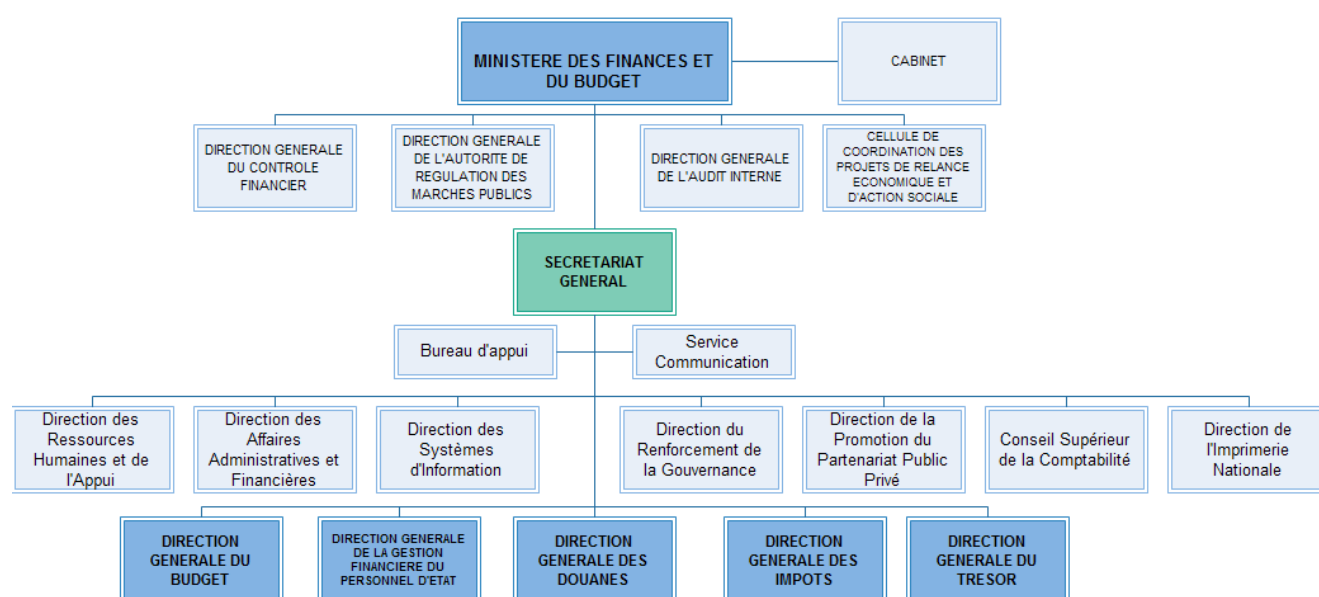 MINISTERE DES FINANCES ET
DU BUDGET
CABINET
DIRECTION GENERALE
DU CONTROLE
FINANCIER
DIRECTION GENERALE
DE L'AUTORITE DE
REGULATION DES
MARCHES PUBLICS
DIRECTION GENERALE
DE L'AUDIT INTERNE
CELLULE DE
COORDINATION DES
PROJETS DE RELANCE
ECONOMIQUE ET
D'ACTION SOCIALE
SECRETARIAT
GENERAL
Bureau d'appui
Service
Communication
Direction des
Ressources
Humaines et de
l'Appui
Direction des
Affaires
Administratives et
Financières
Direction des
Systèmes
d'Information
Direction du
Renforcement de
la Gouvernance
Direction de la
Promotion du
Partenariat Public
Privé
Conseil Supérieur
de la Comptabilité
Direction de
l'Imprimerie
Nationale
DIRECTION
GENERALE DU
BUDGET
DIRECTION GENERALE
DE LA GESTION
FINANCIERE DU
PERSONNEL D'ETAT
DIRECTION
GENERALE DES
DOUANES
DIRECTION
GENERALE DES
IMPOTS
DIRECTION
GENERALE DU
TRESOR